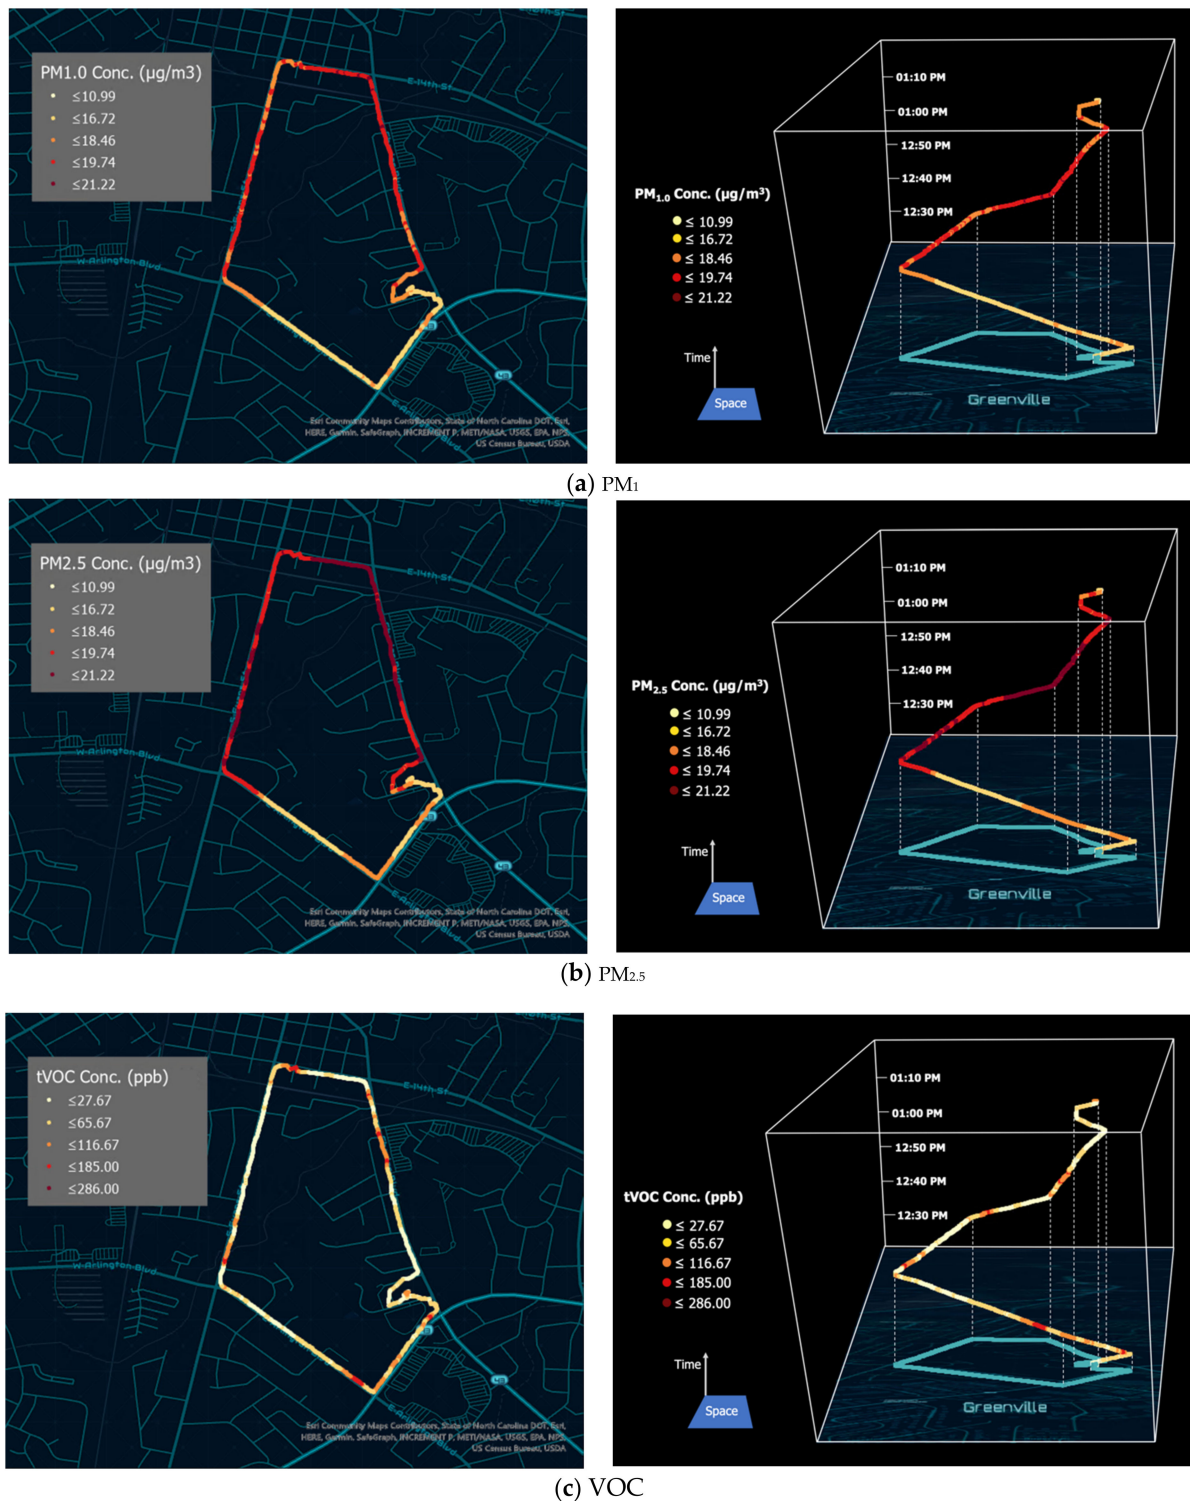 PM1.0 Conc. (µg/m3)
≤10.99
≤16.72
≤18.46
≤19.74
≤21.22
E-14th-St
W Arlington Blvd
43
Esri Community Maps Contributors, State of North Carolina DOT, Esri,
HERE, Garmin, SafeGraph, INCREMENT P, METI/NASA, USGS, EPA, NPS,
US Census Bureau, USDA
01:10 PM
01:00 PM
12:50 PM
12:40 PM
12:30 PM
PM1.0 Conc. (µg/m³)
≤ 10.99
≤ 16.72
≤ 18.46
≤ 19.74
≤ 21.22
Time
Space
Greenville
(a) PM1
PM2.5 Conc. (µg/m3)
≤10.99
≤16.72
≤18.46
≤19.74
≤21.22
E-14th-St
W Arlington Blvd
43
Esri Community Maps Contributors, State of North Carolina DOT, Esri,
HERE, Garmin, SafeGraph, INCREMENT P, METI/NASA, USGS, EPA, NPS,
US Census Bureau, USDA
01:10 PM
01:00 PM
12:50 PM
12:40 PM
12:30 PM
PM2.5 Conc. (µg/m³)
≤ 10.99
≤ 16.72
≤ 18.46
≤ 19.74
≤ 21.22
Time
Space
Greenville
(b) PM2.5
tVOC Conc. (ppb)
≤27.67
≤65.67
≤116.67
≤185.00
≤286.00
E-14th-St
W Arlington Blvd
43
Esri Community Maps Contributors, State of North Carolina DOT, Esri,
HERE, Garmin, SafeGraph, INCREMENT P, METI/NASA, USGS, EPA, NPS,
US Census Bureau, USDA
01:10 PM
01:00 PM
12:50 PM
12:40 PM
12:30 PM
tVOC Conc. (ppb)
≤ 27.67
≤ 65.67
≤ 116.67
≤ 185.00
≤ 286.00
Time
Space
Greenville
(c) VOC